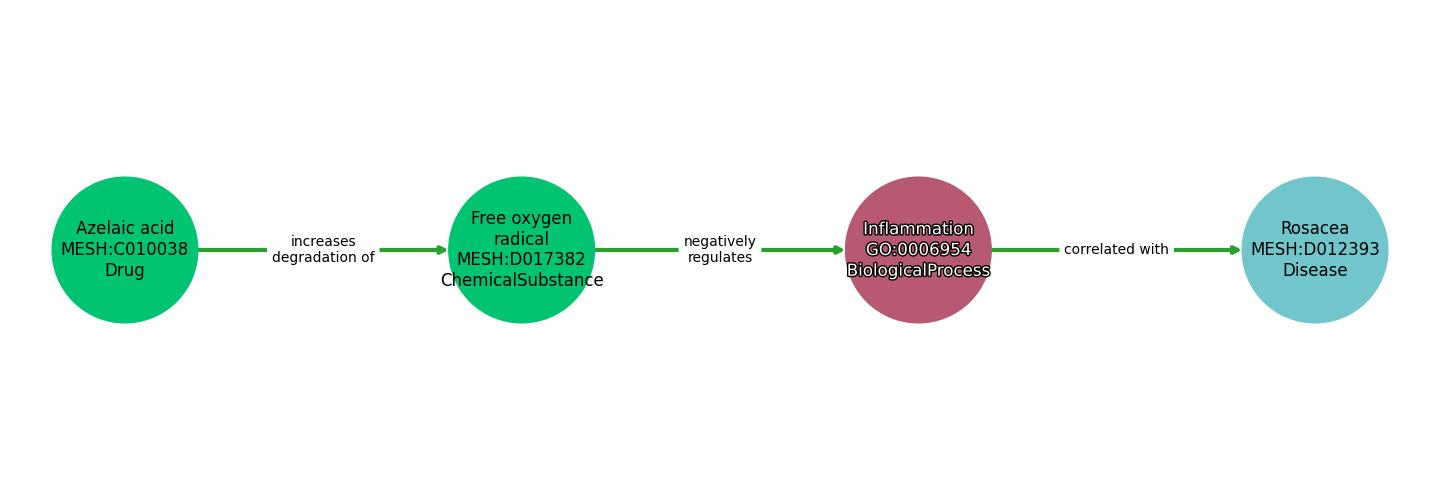 Azelaic acid
MESH:C010038
Drug
increases
degradation of
Free oxygen
radical
MESH:D017382
ChemicalSubstance
negatively
regulates
Inflammation
GO:0006954
BiologicalProcess
correlated with
Rosacea
MESH:D012393
Disease